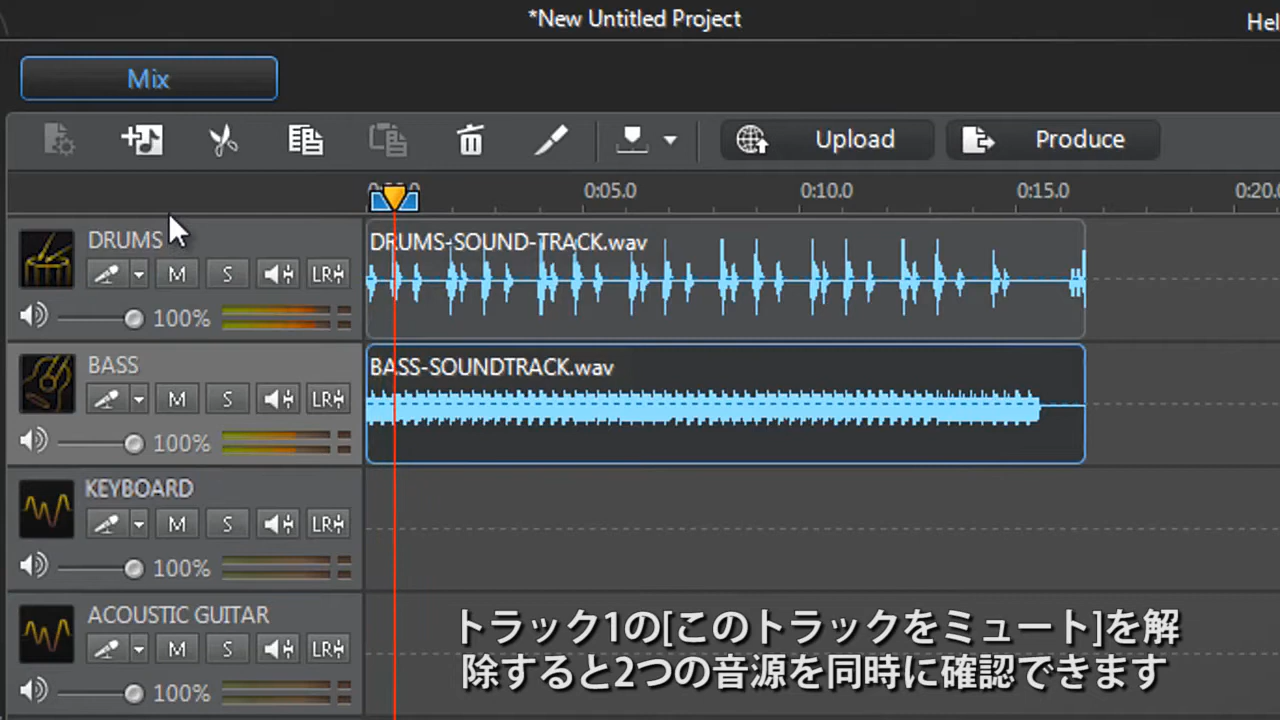 *New Untitled Project
Hel
Mix
Upload
Produce
0:05.0
0:10.0
0:15.0
0:20.
DRUMS
M S LR
100%
DRUMS-SOUND-TRACK.wav
BASS
M S LR
100%
BASS-SOUNDTRACK.wav
KEYBOARD
M S LR
100%
ACOUSTIC GUITAR
M S LR
100%
トラック1の[このトラックをミュート]を解
除すると2つの音源を同時に確認できます